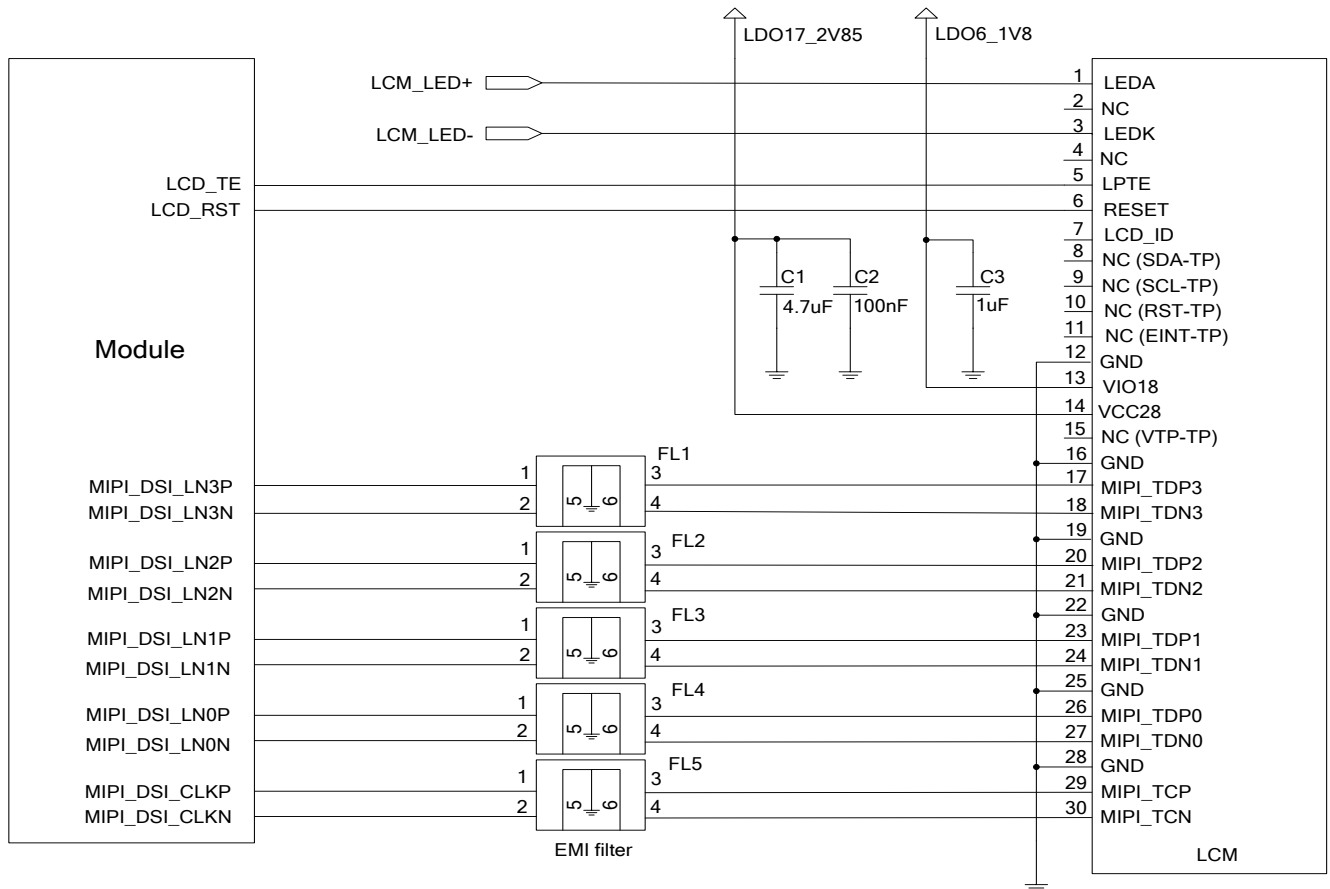 LDO17_2V85
LDO6_1V8
LCM_LED+
1 LEDA
2 NC
LCM_LED-
3 LEDK
4 NC
LCD_TE
5 LPTE
LCD_RST
6 RESET
7 LCD_ID
8 NC (SDA-TP)
C1
4.7uF
C2
100nF
C3
1uF
9 NC (SCL-TP)
10 NC (RST-TP)
11 NC (EINT-TP)
Module
12 GND
13 VIO18
14 VCC28
15 NC (VTP-TP)
16 GND
FL1
MIPI_DSI_LN3P 1 3 17 MIPI_TDP3
5 6
MIPI_DSI_LN3N 2 4 18 MIPI_TDN3
19 GND
FL2
MIPI_DSI_LN2P 1 3 20 MIPI_TDP2
5 6
MIPI_DSI_LN2N 2 4 21 MIPI_TDN2
22 GND
FL3
MIPI_DSI_LN1P 1 3 23 MIPI_TDP1
5 6
MIPI_DSI_LN1N 2 4 24 MIPI_TDN1
25 GND
FL4
MIPI_DSI_LN0P 1 3 26 MIPI_TDP0
5 6
MIPI_DSI_LN0N 2 4 27 MIPI_TDN0
28 GND
FL5
MIPI_DSI_CLKP 1 3 29 MIPI_TCP
5 6
MIPI_DSI_CLKN 2 4 30 MIPI_TCN
EMI filter
LCM